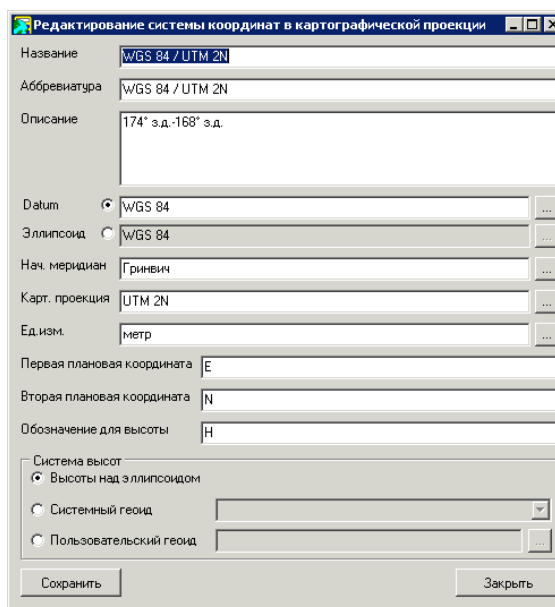 Редактирование системы координат в картографической проекции
Название WGS 84 / UTM 2N
Аббревиатура WGS 84 / UTM 2N
Описание 174° з.д.-168° з.д.
Datum WGS 84 ...
Эллипсоид WGS 84
Нач. меридиан Гринвич ...
Карт. проекция UTM 2N ...
Ед.изм. метр ...
Первая плановая координата E
Вторая плановая координата N
Обозначение для высоты H
Система высот
Высоты над эллипсоидом
Системный геоид
Пользовательский геоид ...
Сохранить Закрыть